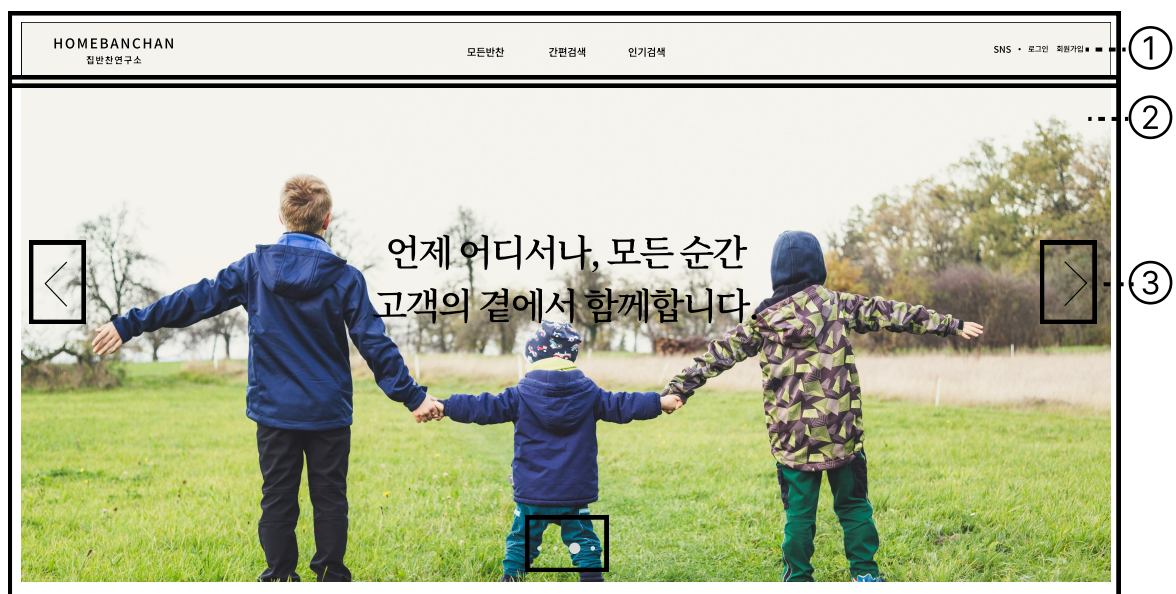 HOMEBANCHAN
집반찬연구소
모든반찬 간편검색 인기검색
SNS • 로그인 회원가입
①
②
언제 어디서나, 모든 순간
③
고객의 곁에서 함께합니다.